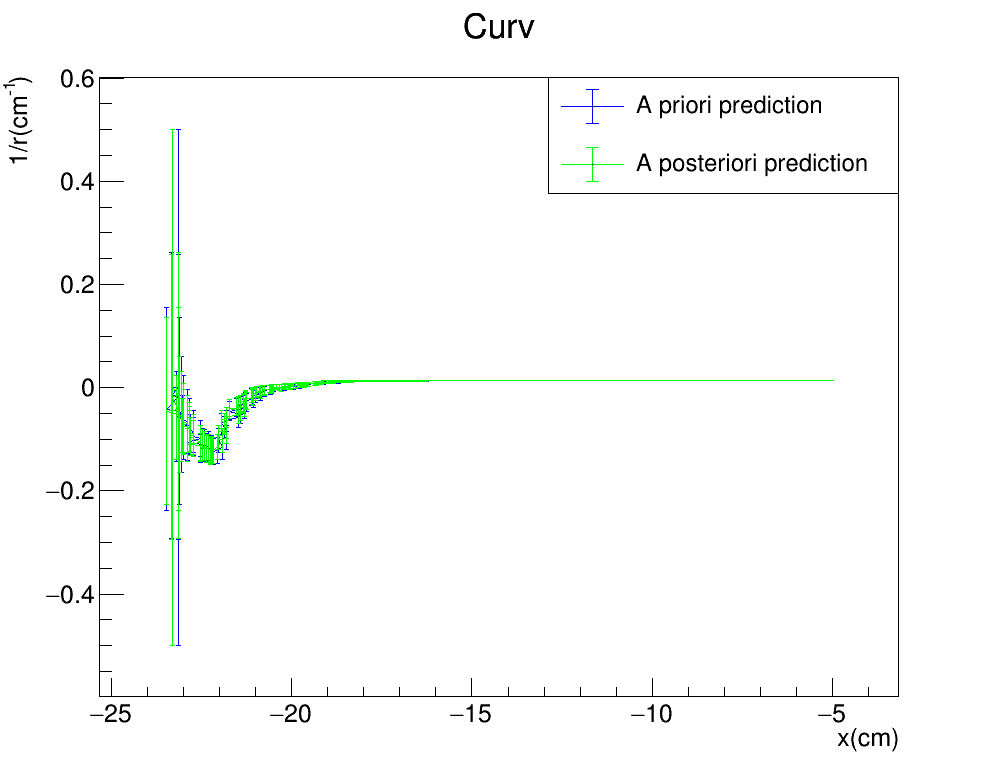 Curv
1/r(cm⁻¹)
0.6
0.4
0.2
0
−0.2
−0.4
A priori prediction
A posteriori prediction
−25 −20 −15 −10 −5
x(cm)